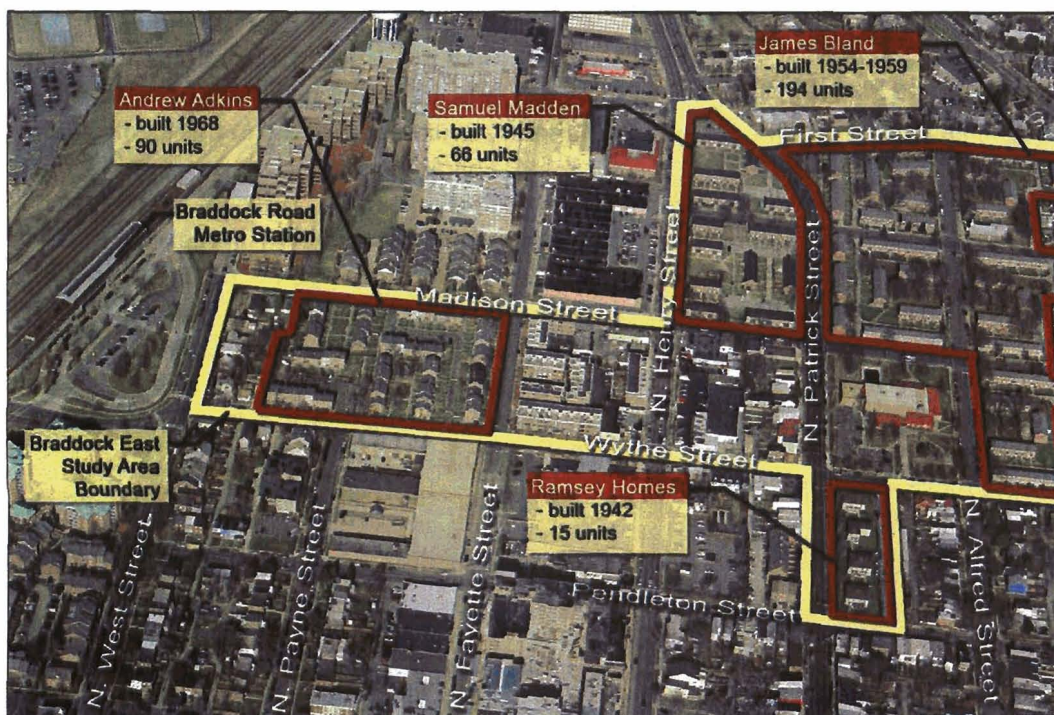 James Bland
- built 1954-1959
- 194 units
Andrew Adkins
- built 1968
- 90 units
Samuel Madden
- built 1945
- 66 units
First Street
Braddock Road
Metro Station
N. Henry Street
N. Patrick Street
Madison Street
Braddock East
Study Area
Boundary
Wythe Street
Ramsey Homes
- built 1942
- 15 units
N. West Street
N. Payne Street
N. Fayette Street
Pendleton Street
N. Alfred Street